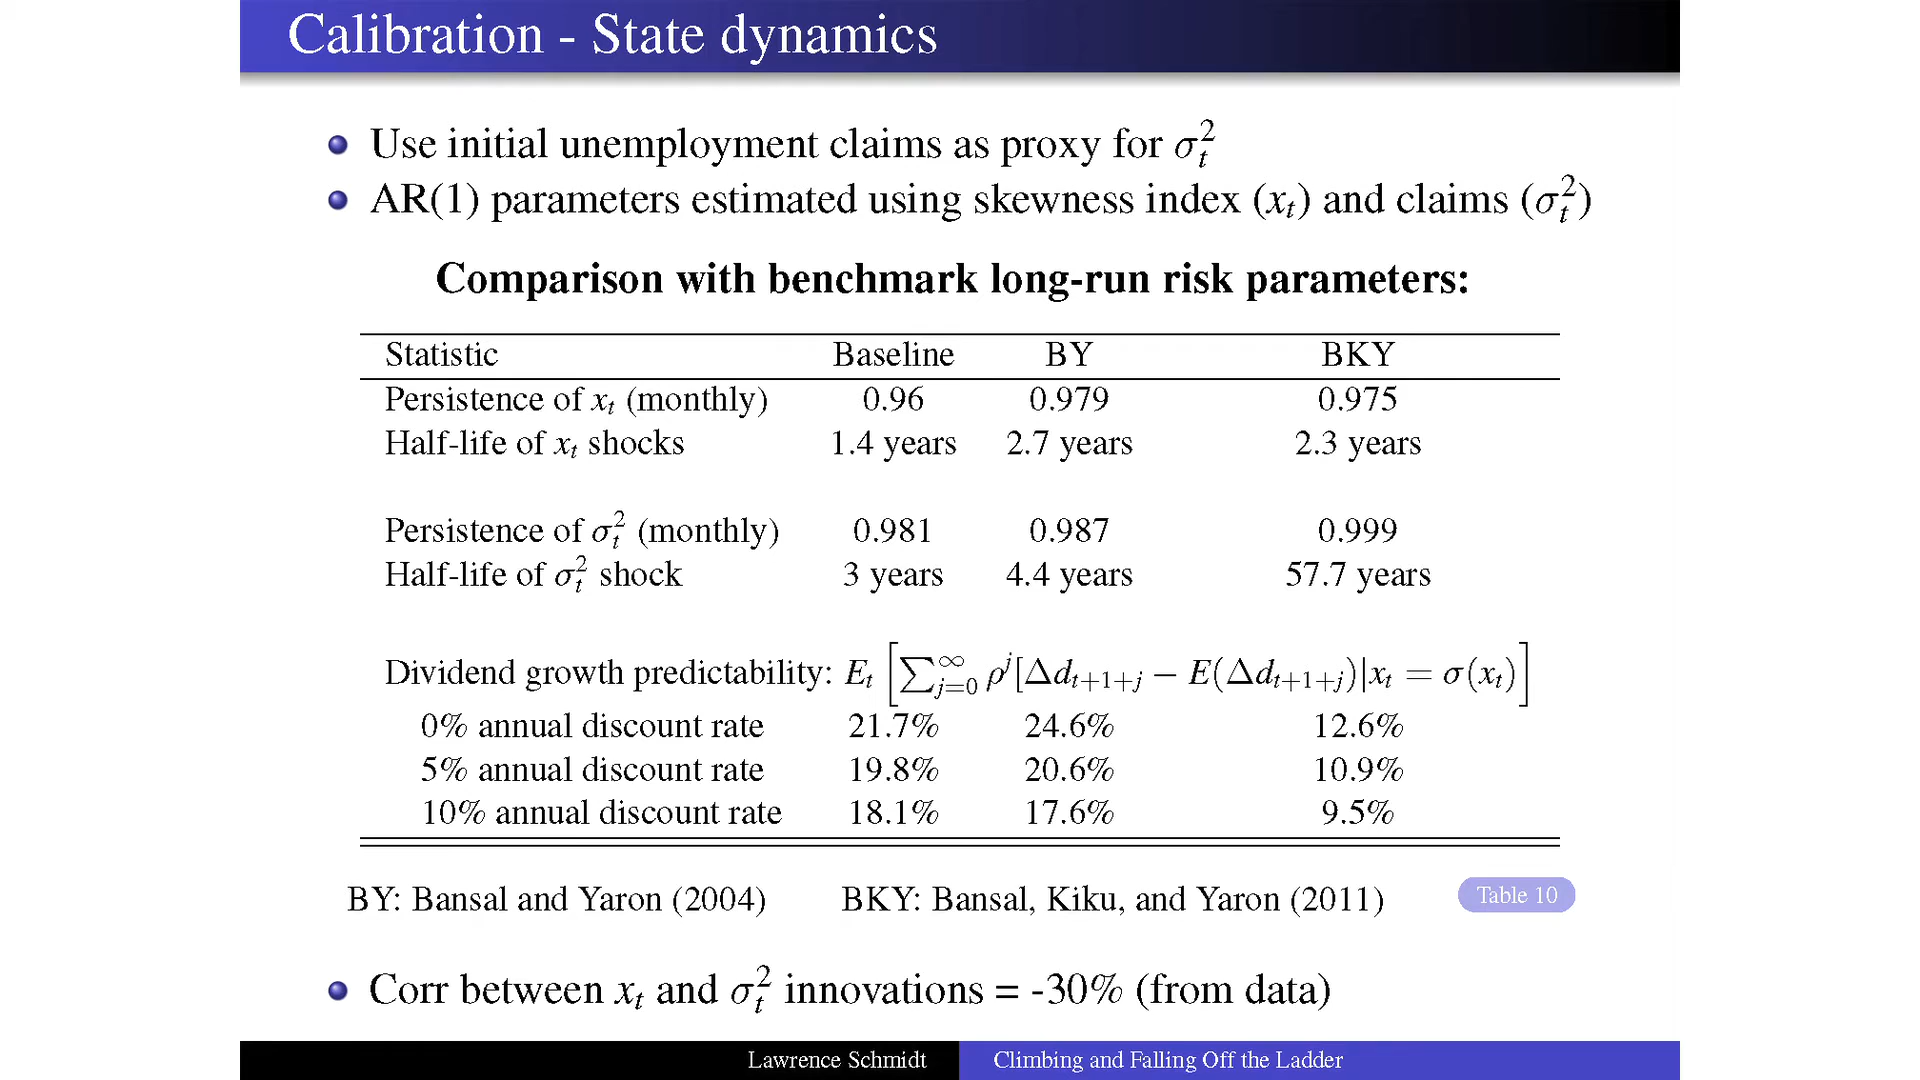 Calibration - State dynamics
Use initial unemployment claims as proxy for σ_t^2
AR(1) parameters estimated using skewness index (x_t) and claims (σ_t^2)
Comparison with benchmark long-run risk parameters:
Statistic Baseline BY BKY
Persistence of x_t (monthly) 0.96 0.979 0.975
Half-life of x_t shocks 1.4 years 2.7 years 2.3 years
Persistence of σ_t^2 (monthly) 0.981 0.987 0.999
Half-life of σ_t^2 shock 3 years 4.4 years 57.7 years
Dividend growth predictability: E_t [∑_{j=0}^∞ ρ^j[Δd_{t+1+j} − E(Δd_{t+1+j})|x_t = σ(x_t)]
0% annual discount rate 21.7% 24.6% 12.6%
5% annual discount rate 19.8% 20.6% 10.9%
10% annual discount rate 18.1% 17.6% 9.5%
BY: Bansal and Yaron (2004) BKY: Bansal, Kiku, and Yaron (2011) Table 10
Corr between x_t and σ_t^2 innovations = -30% (from data)
Lawrence Schmidt Climbing and Falling Off the Ladder